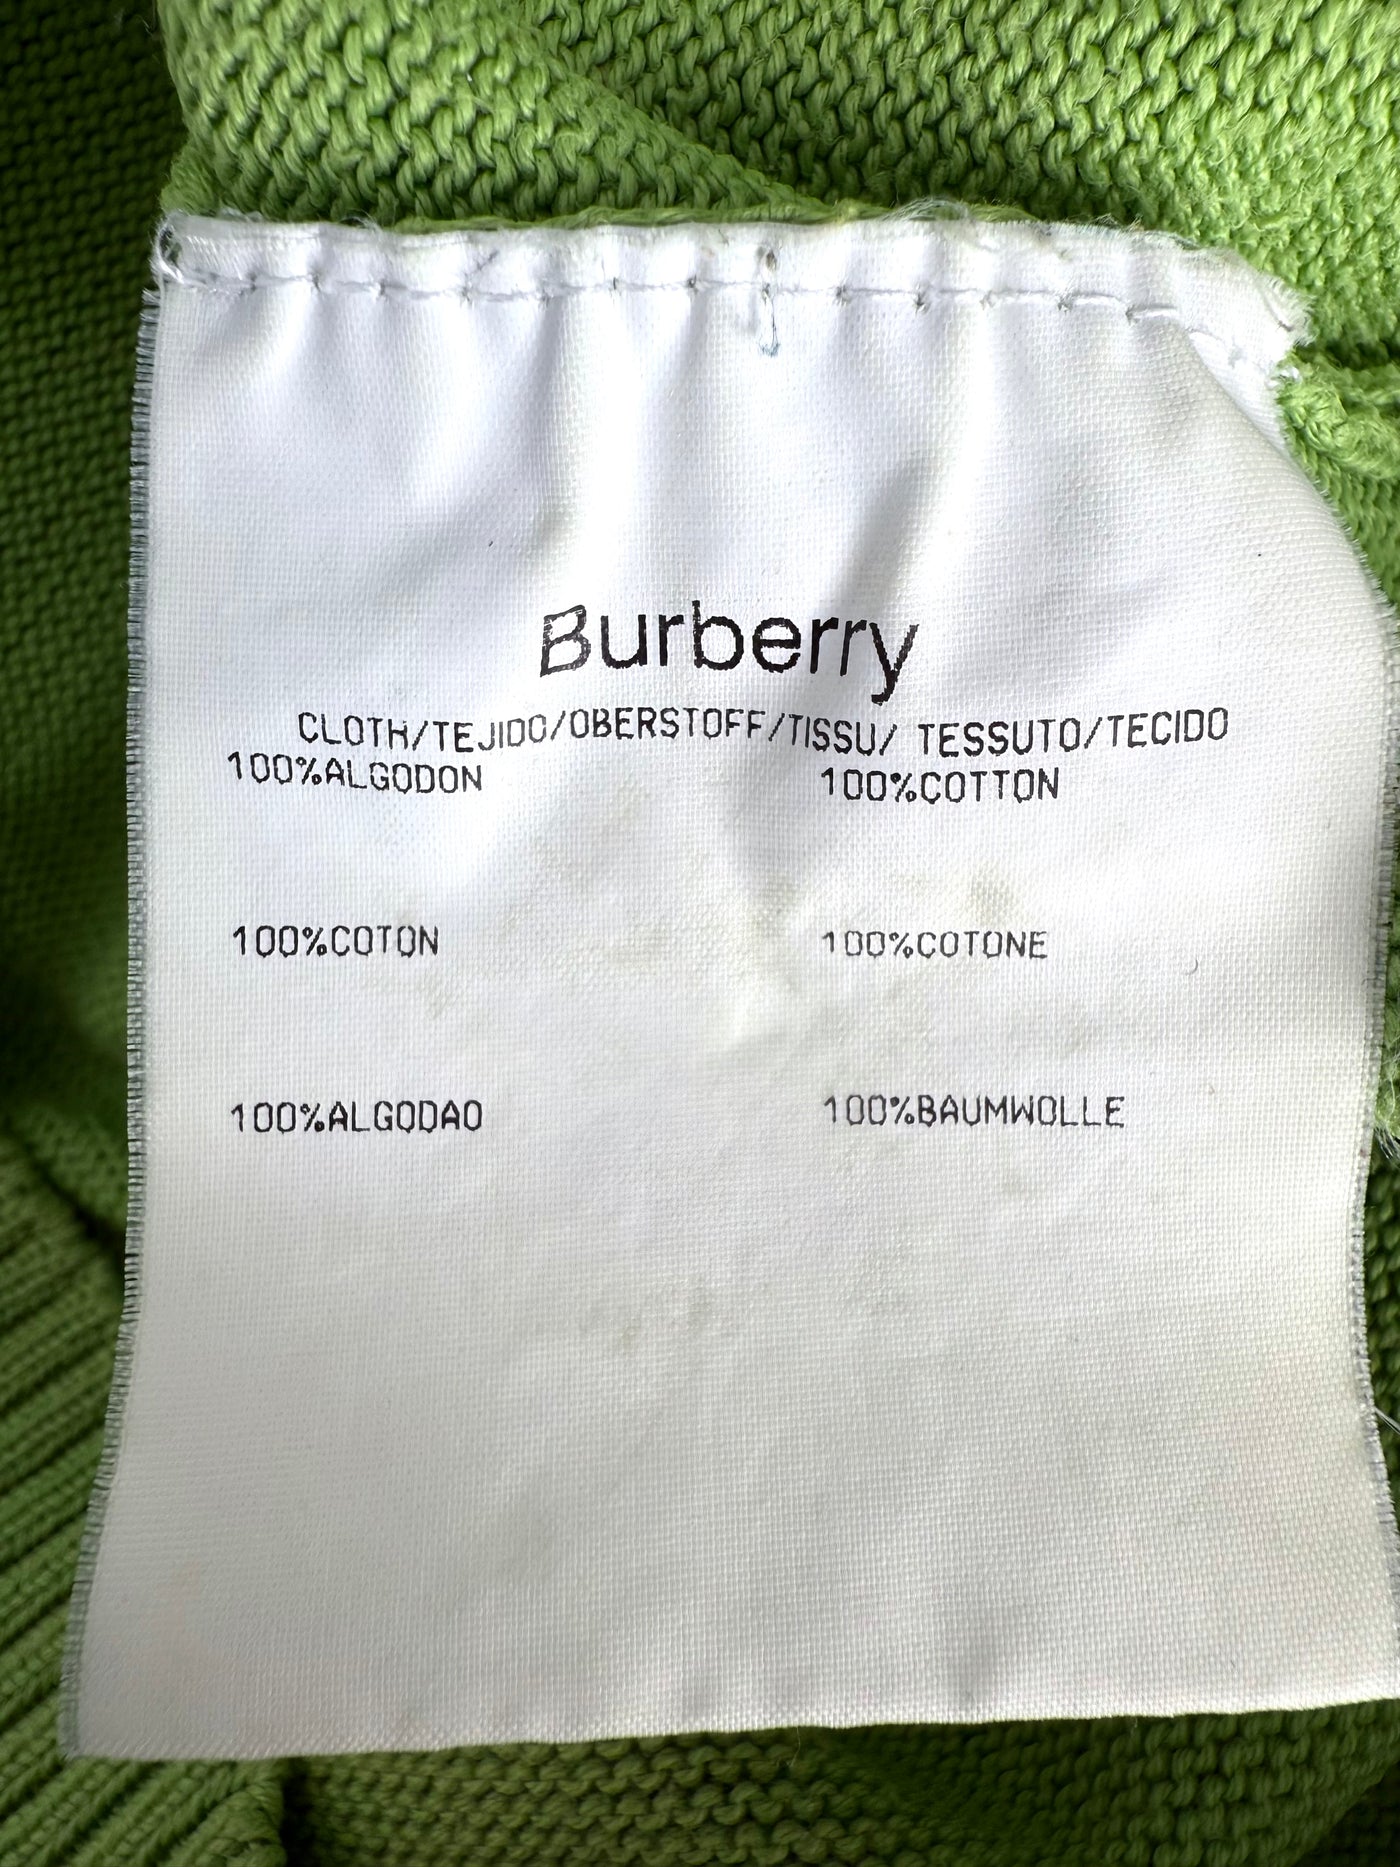 Burberry
CLOTH/TEJIDO/OBERSTOFF/TISSU/ TESSUTO/TECIDO
100%ALGODON 100%COTTON
100%COTON 100%COTONE
100%ALGODAO 100%BAUMWOLLE